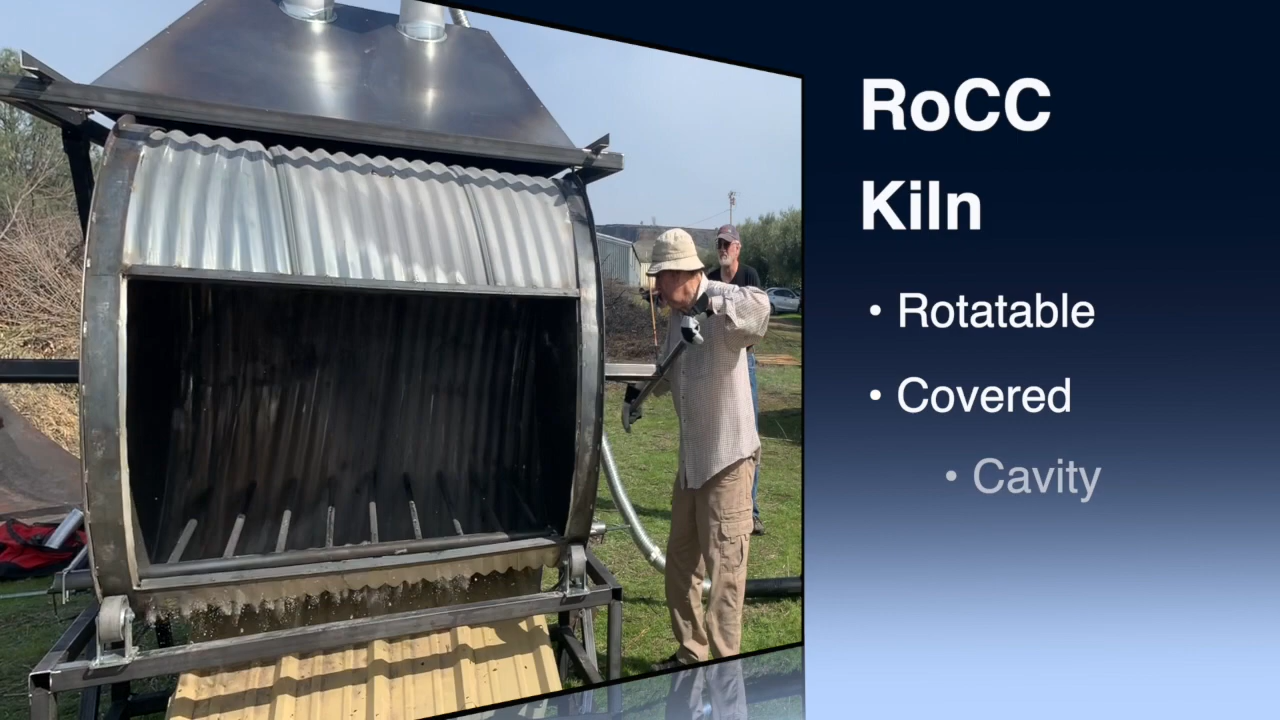 RoCC
Kiln
• Rotatable
• Covered
• Cavity